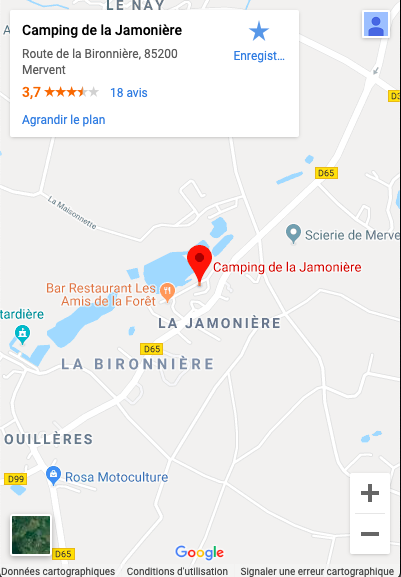 LE NAY
Camping de la Jamonière
Route de la Bironnière, 85200
Mervent
Enregist...
3,7
18 avis
Agrandir le plan
D65
La Maisonnette
Scierie de Merve
Camping de la Jamonière
Bar Restaurant Les
Amis de la Forêt
tardière
LA JAMONIÈRE
D65
LA BIRONNIÈRE
OUILLÈRES
D99
Rosa Motoculture
D65
Google
Données cartographiques
Conditions d'utilisation
Signaler une erreur cartographique